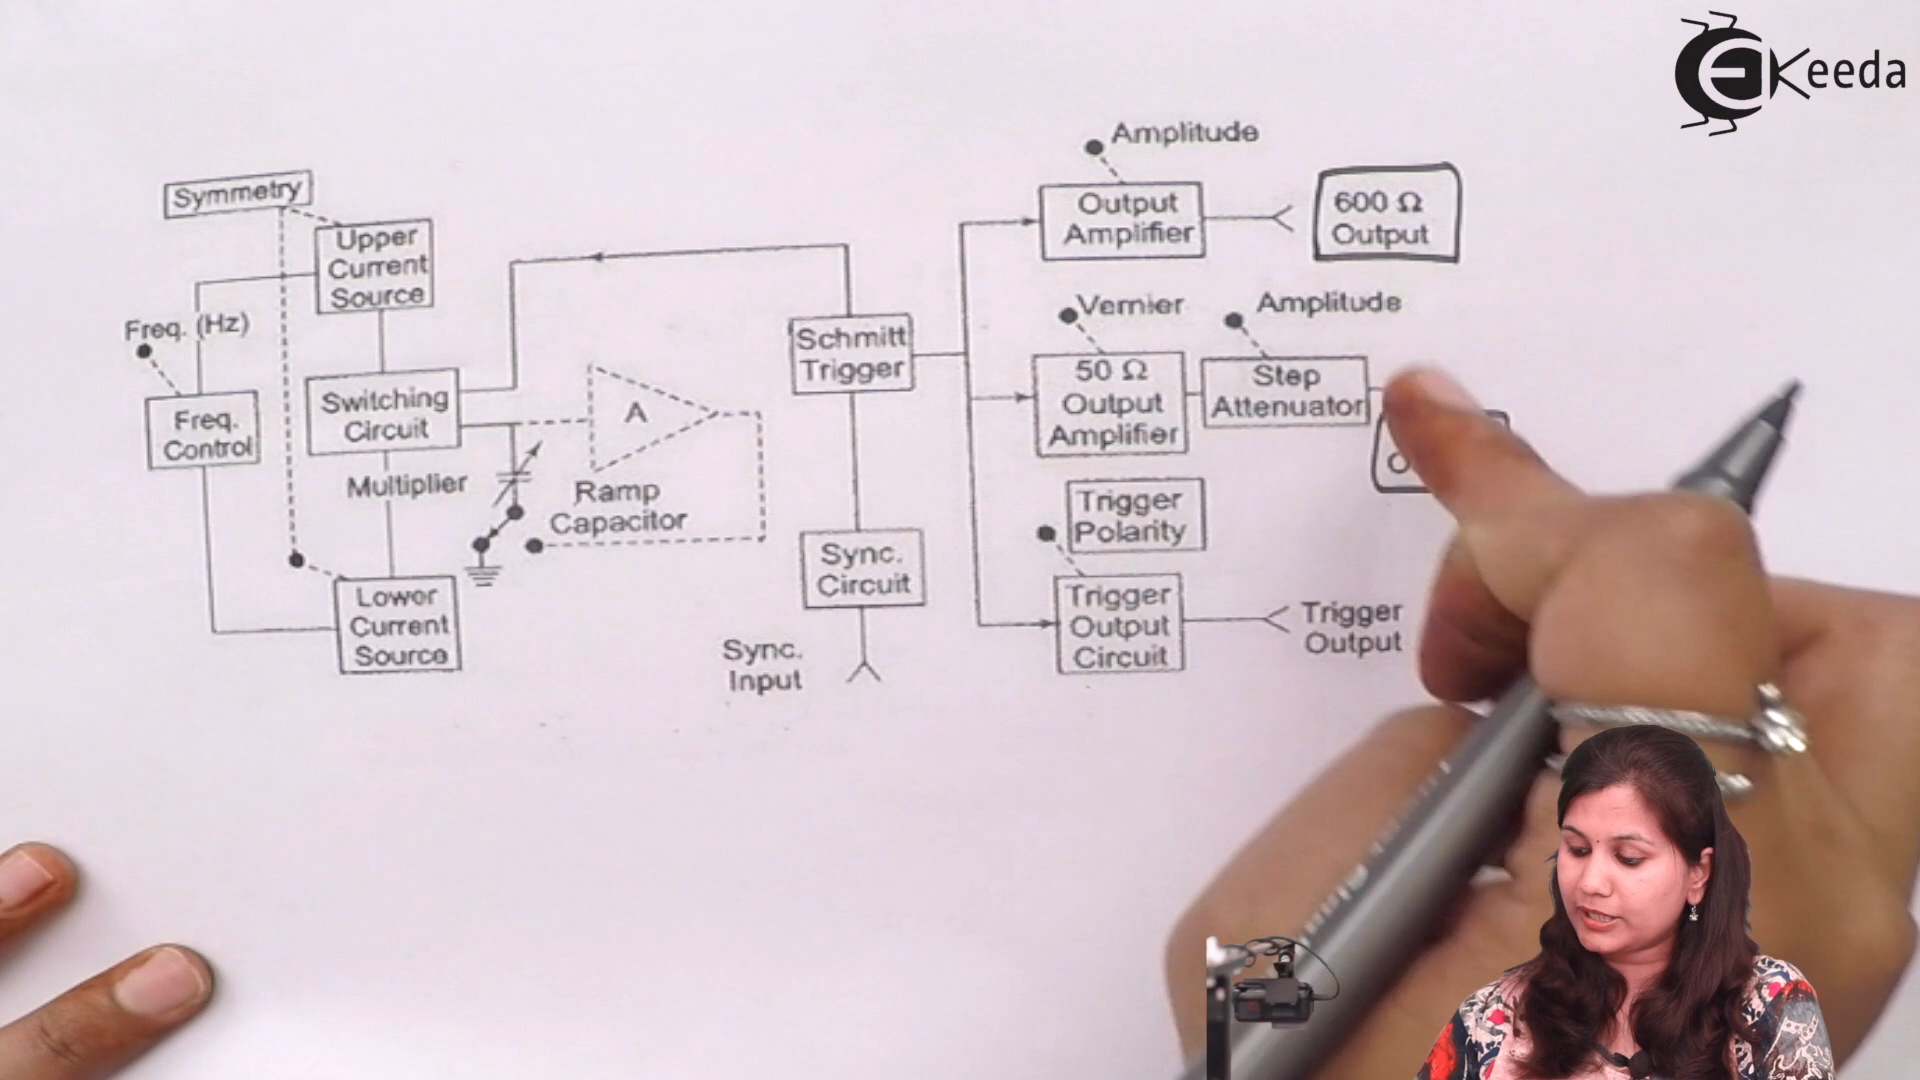 EKeeda
Amplitude
Symmetry
Output
Amplifier
600 Ω
Output
Upper
Current
Source
Freq. (Hz)
Schmitt
Trigger
Vernier
Amplitude
50 Ω
Output
Amplifier
Step
Attenuator
Switching
Circuit
A
Freq.
Control
Multiplier
Ramp
Capacitor
Trigger
Polarity
Sync.
Circuit
Lower
Current
Source
Trigger
Output
Circuit
Trigger
Output
Sync.
Input